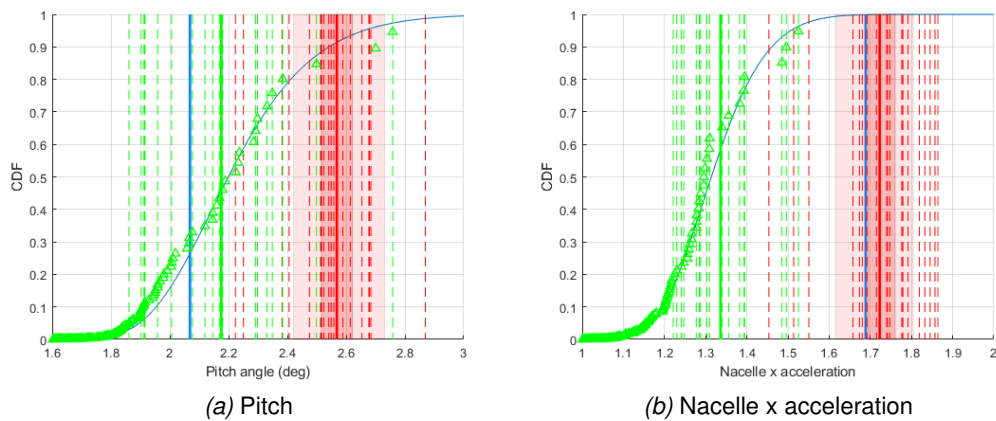 CDF
1
0.9
0.8
0.7
0.6
0.5
0.4
0.3
0.2
0.1
0
1.6 1.8 2 2.2 2.4 2.6 2.8 3
Pitch angle (deg)
(a) Pitch
CDF
1
0.9
0.8
0.7
0.6
0.5
0.4
0.3
0.2
0.1
0
1 1.1 1.2 1.3 1.4 1.5 1.6 1.7 1.8 1.9 2
Nacelle x acceleration
(b) Nacelle x acceleration